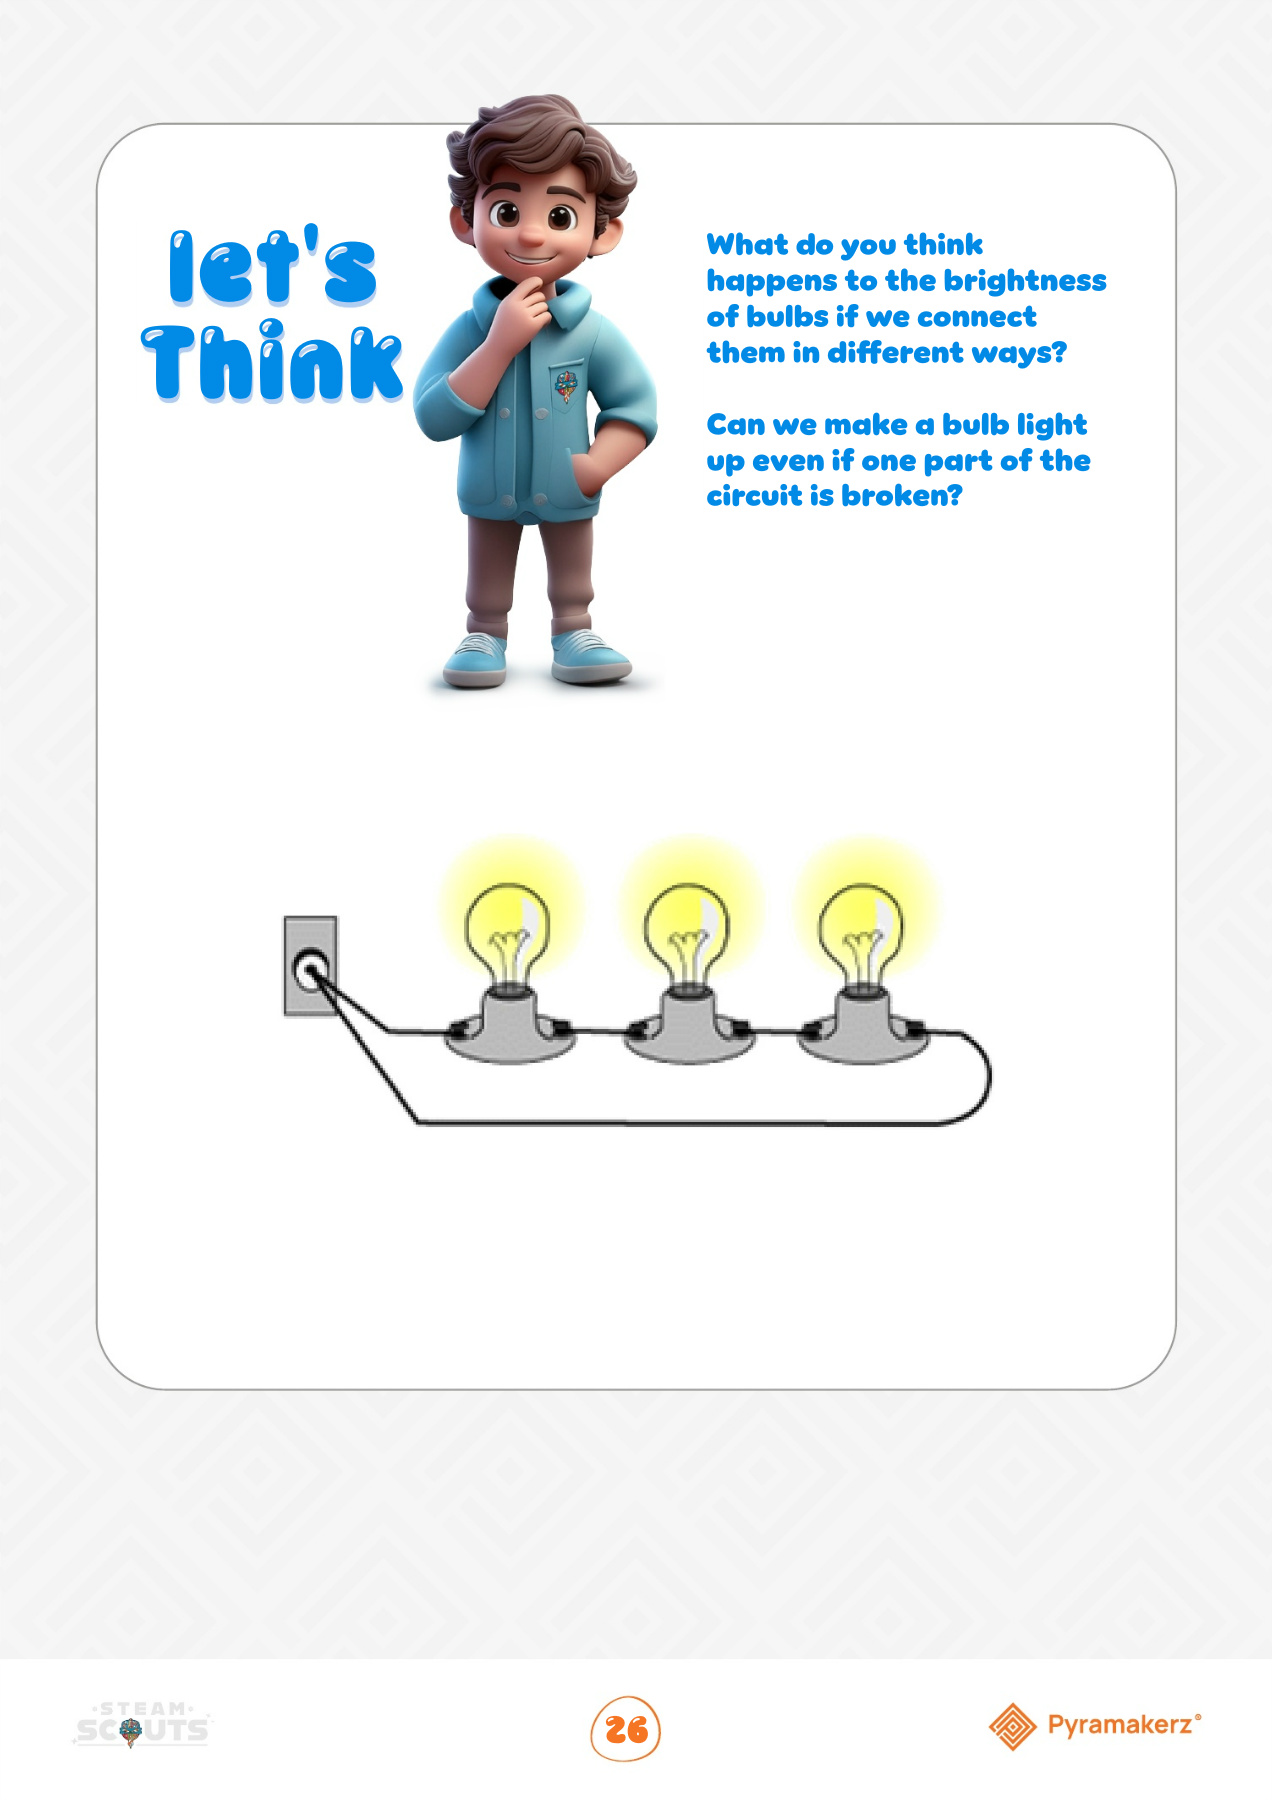 let's
Think
What do you think
happens to the brightness
of bulbs if we connect
them in different ways?
Can we make a bulb light
up even if one part of the
circuit is broken?
STEAM
SCOUTS
26
Pyramakerz®